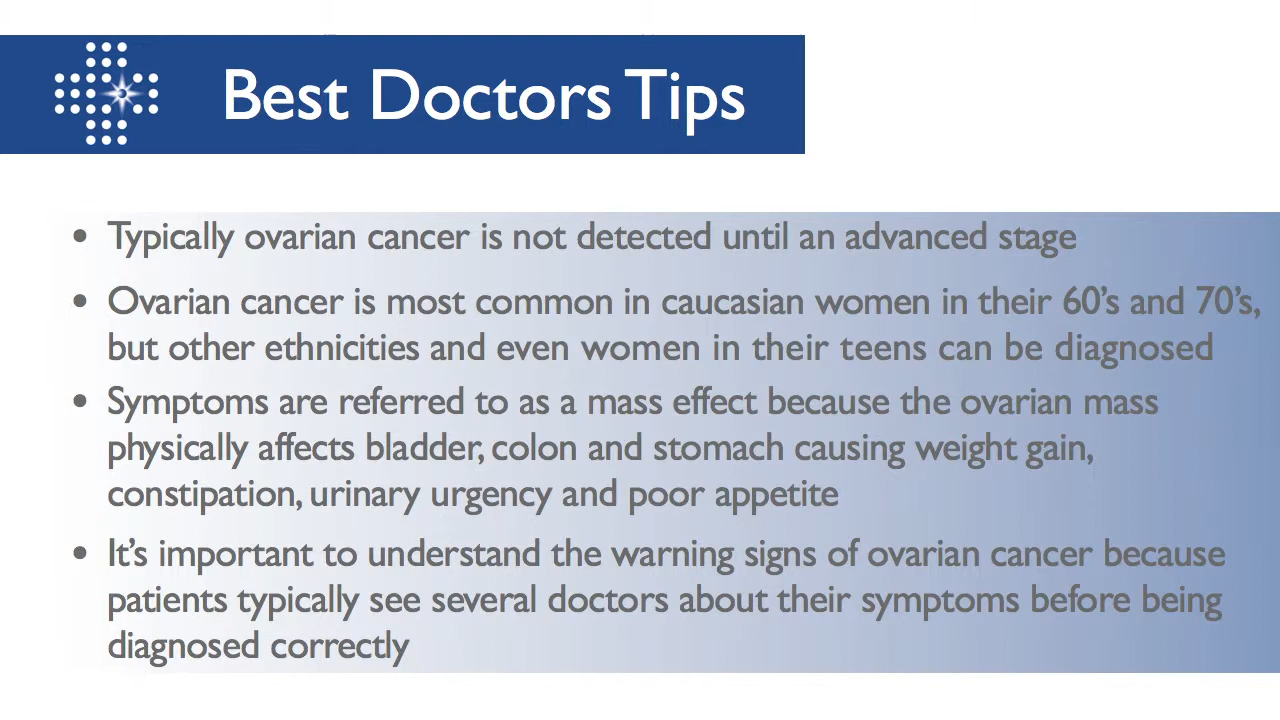 Best Doctors Tips
• Typically ovarian cancer is not detected until an advanced stage
• Ovarian cancer is most common in caucasian women in their 60’s and 70’s,
but other ethnicities and even women in their teens can be diagnosed
• Symptoms are referred to as a mass effect because the ovarian mass
physically affects bladder, colon and stomach causing weight gain,
constipation, urinary urgency and poor appetite
• It’s important to understand the warning signs of ovarian cancer because
patients typically see several doctors about their symptoms before being
diagnosed correctly